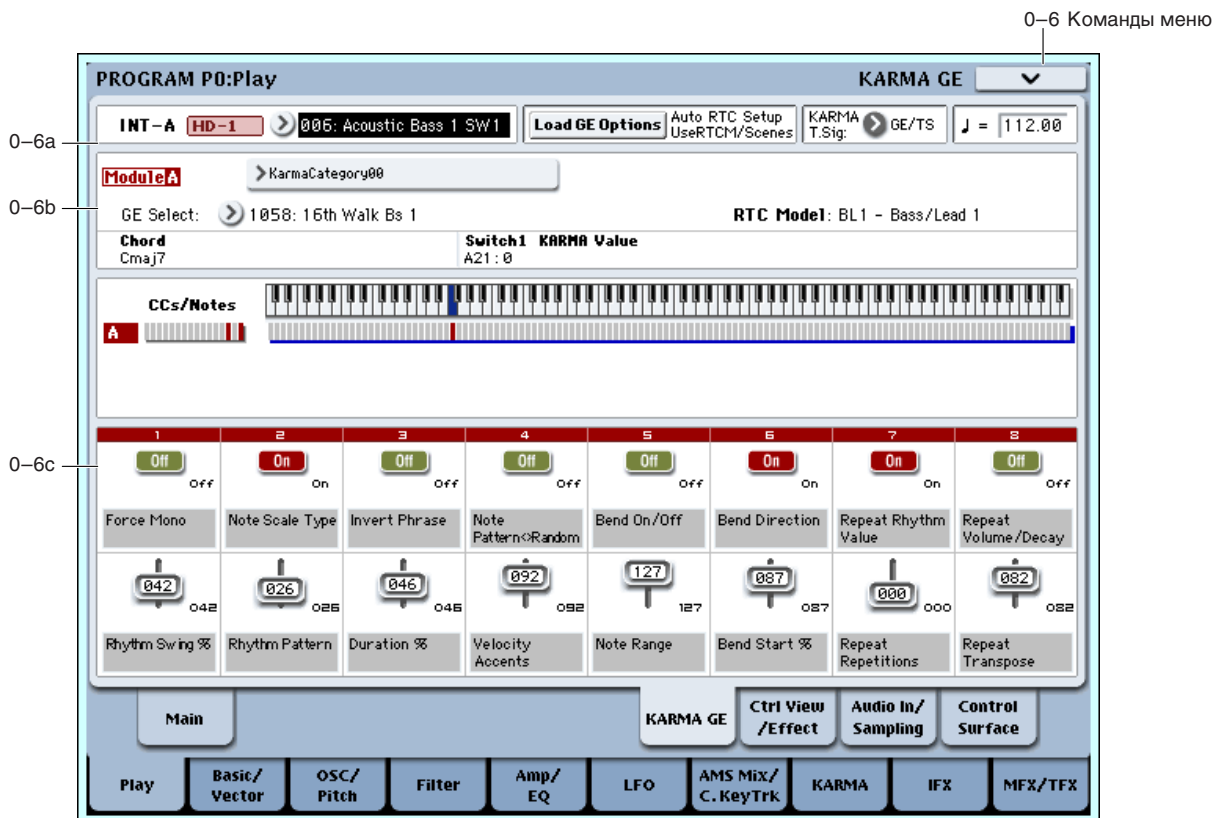 0–6 Команды меню
PROGRAM P0:Play KARMA GE
0–6a
INT-A HD-1 006: Acoustic Bass 1 SW1 Load GE Options Auto RTC Setup UseRTCM/Scenes KARMA T.Sig: GE/TS ♩ = 112.00
Module A KarmaCategory00
0–6b
GE Select: 1058: 16th Walk Bs 1 RTC Model: BL1 - Bass/Lead 1
Chord Switch1 KARMA Value
Cmaj7 A21:0
CCs/Notes
A
1 2 3 4 5 6 7 8
0–6c
Off On Off Off Off On On Off
Off On Off Off Off On On Off
Force Mono Note Scale Type Invert Phrase Note Pattern<>Random Bend On/Off Bend Direction Repeat Rhythm Value Repeat Volume/Decay
042 026 046 092 127 087 000 082
042 026 046 092 127 087 000 082
Rhythm Swing % Rhythm Pattern Duration % Velocity Accents Note Range Bend Start % Repeat Repetitions Repeat Transpose
Main KARMA GE Ctrl View /Effect Audio In/ Sampling Control Surface
Play Basic/ Vector OSC/ Pitch Filter Amp/ EQ LFO AMS Mix/ C.KeyTrk KARMA IFX MFX/TFX